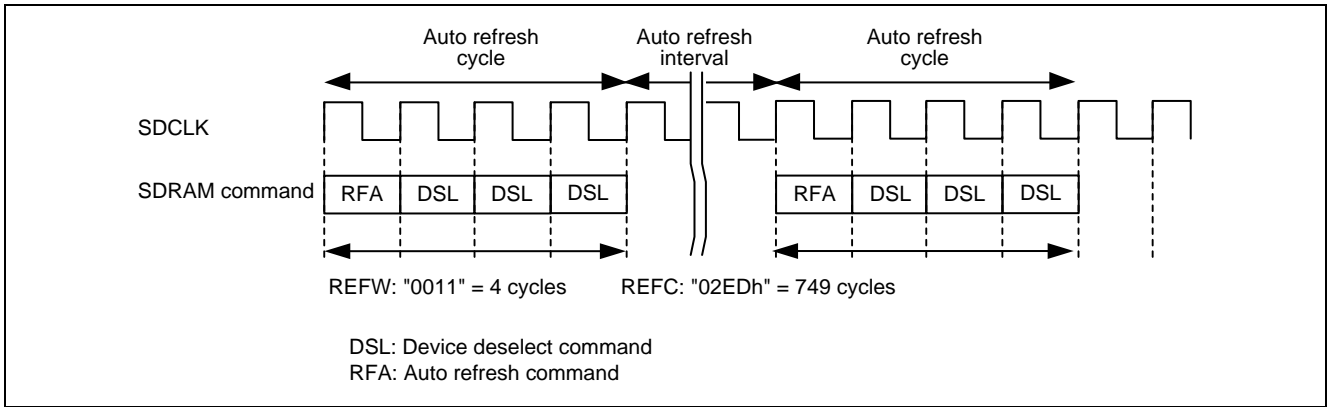 Auto refresh
cycle
Auto refresh
interval
Auto refresh
cycle
SDCLK
SDRAM command
RFA DSL DSL DSL
RFA DSL DSL DSL
REFW: "0011" = 4 cycles
REFC: "02EDh" = 749 cycles
DSL: Device deselect command
RFA: Auto refresh command